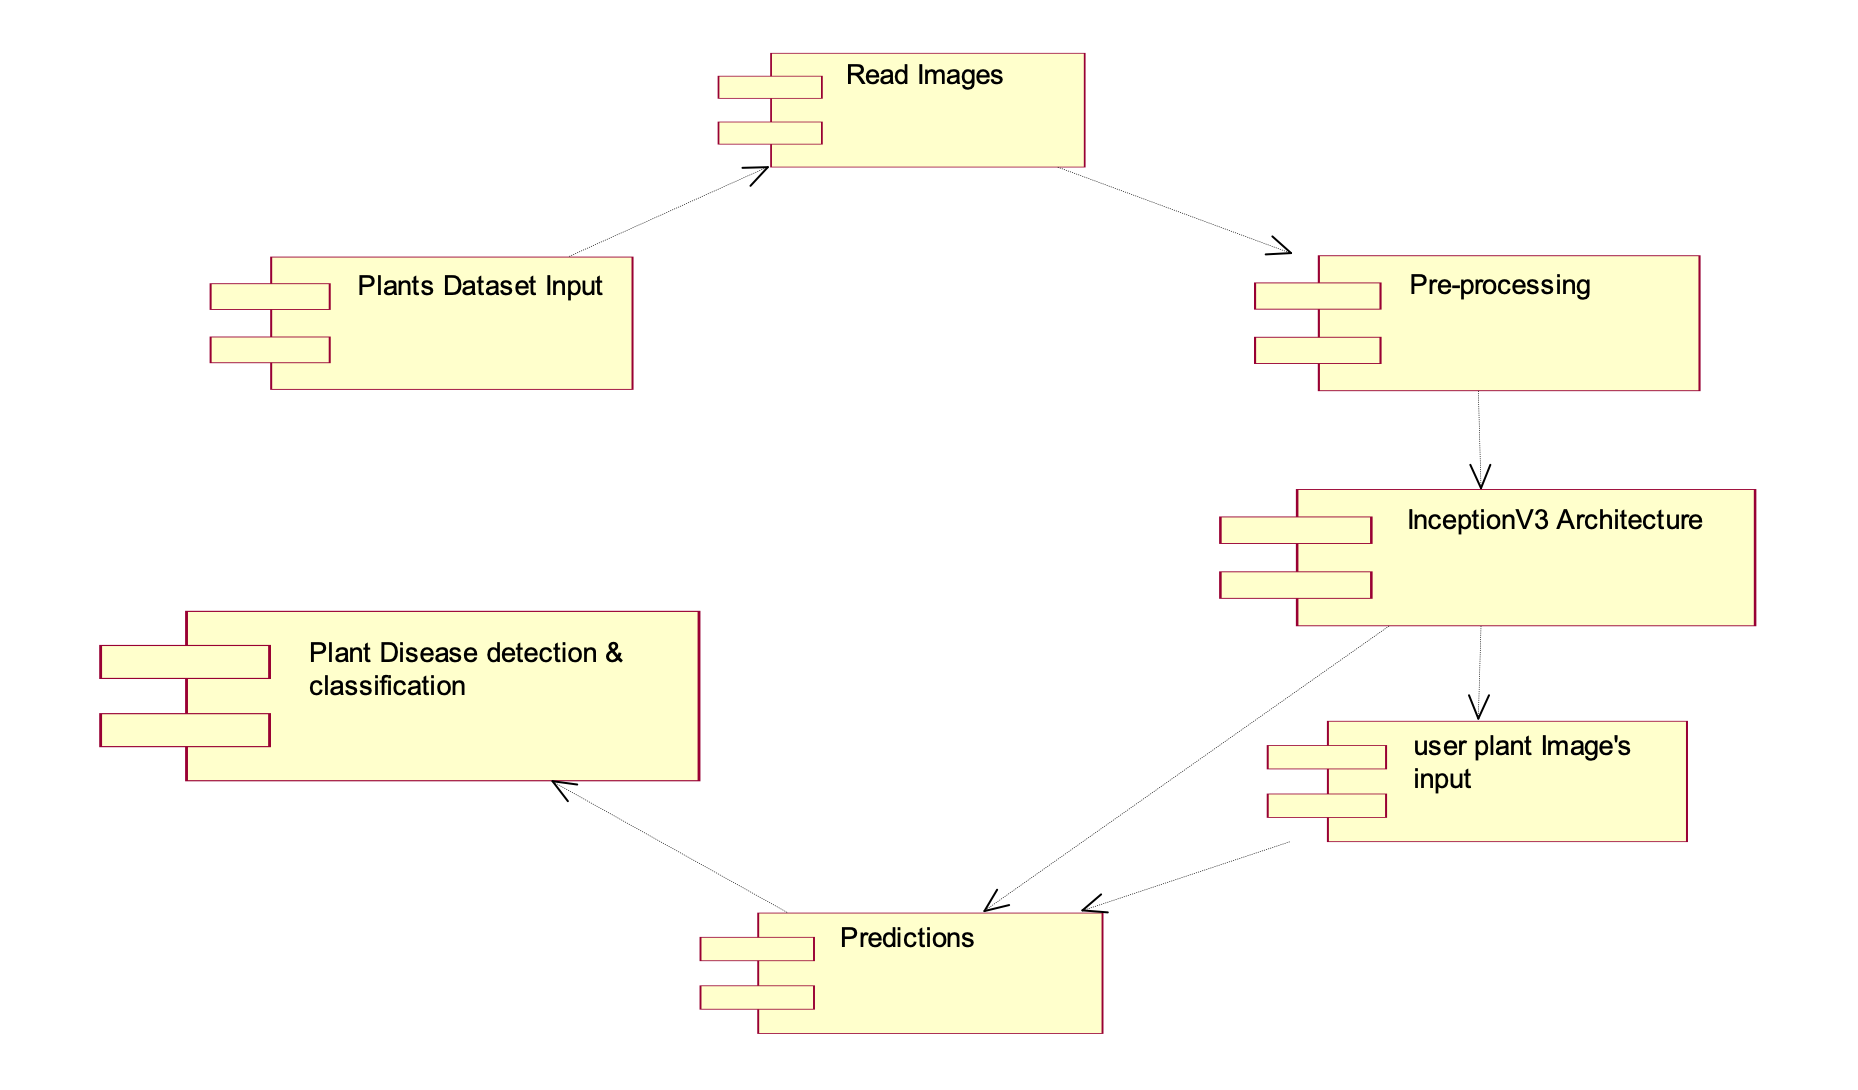 Read Images
Plants Dataset Input
Pre-processing
InceptionV3 Architecture
Plant Disease detection &
classification
user plant Image's
input
Predictions